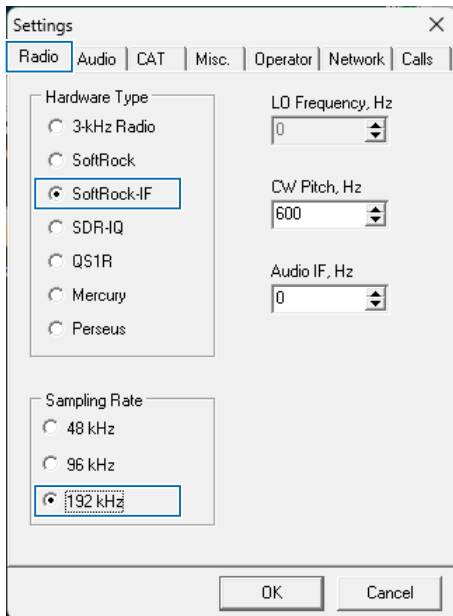 Settings
Radio Audio CAT Misc. Operator Network Calls
Hardware Type
3-kHz Radio
SoftRock
SoftRock-IF
SDR-IQ
QS1R
Mercury
Perseus
LO Frequency, Hz
0
CW Pitch, Hz
600
Audio IF, Hz
0
Sampling Rate
48 kHz
96 kHz
192 kHz
OK Cancel